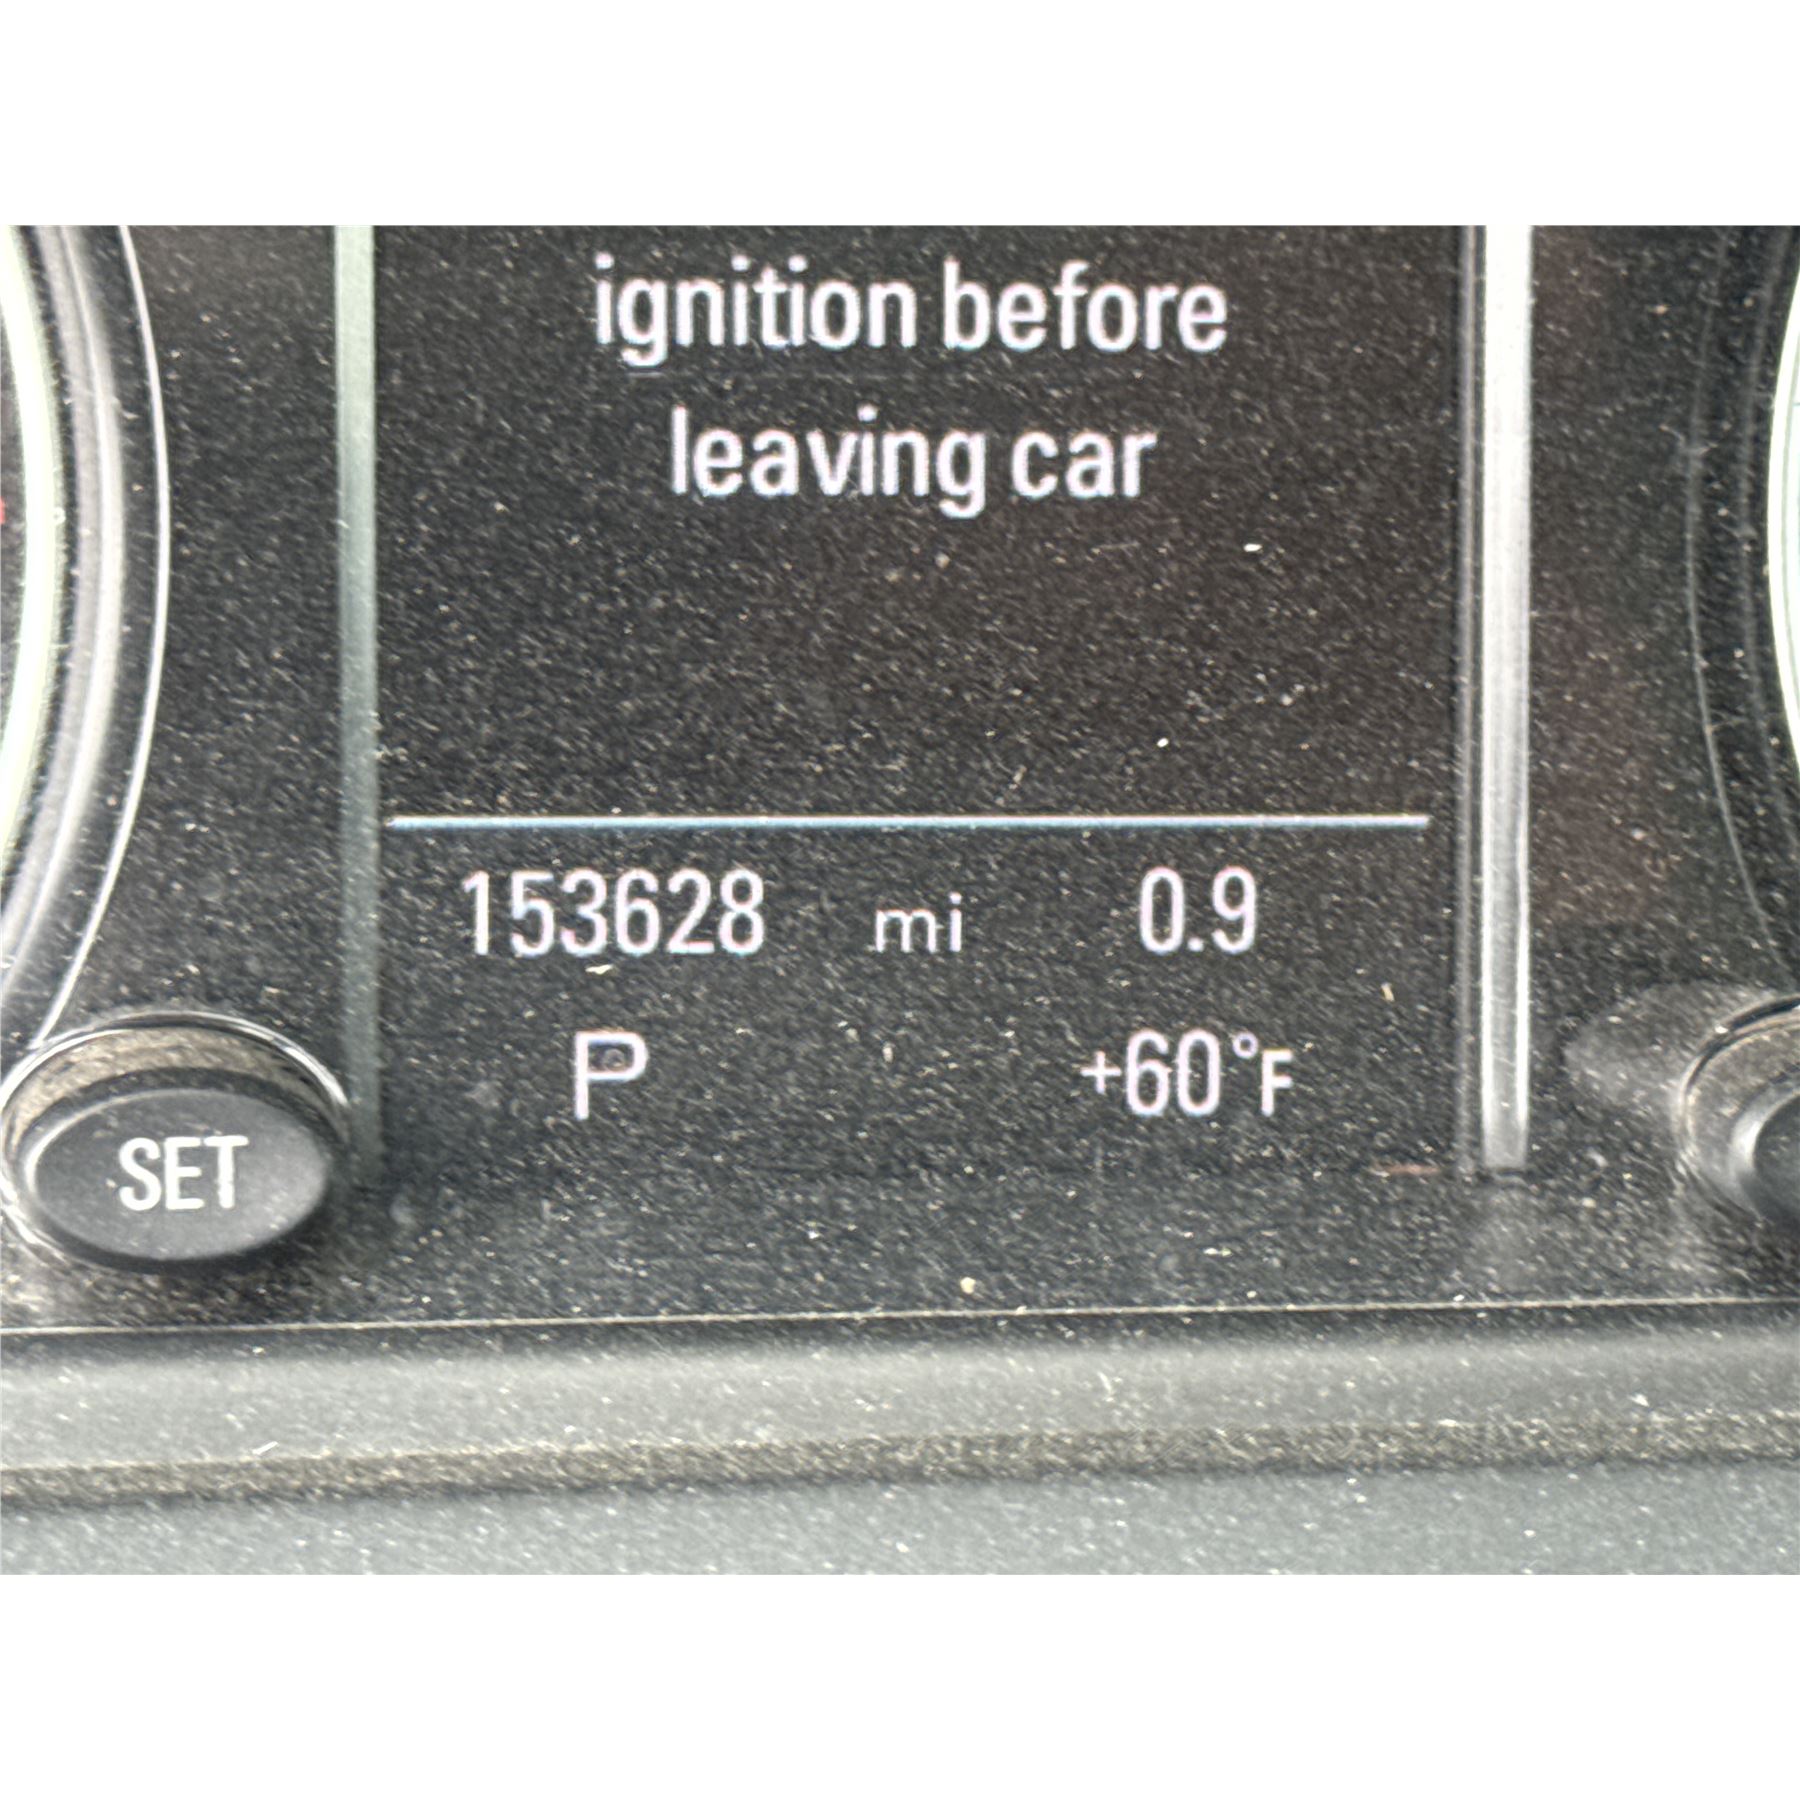 ignition before
leaving car
153628 mi 0.9
P +60°F
SET